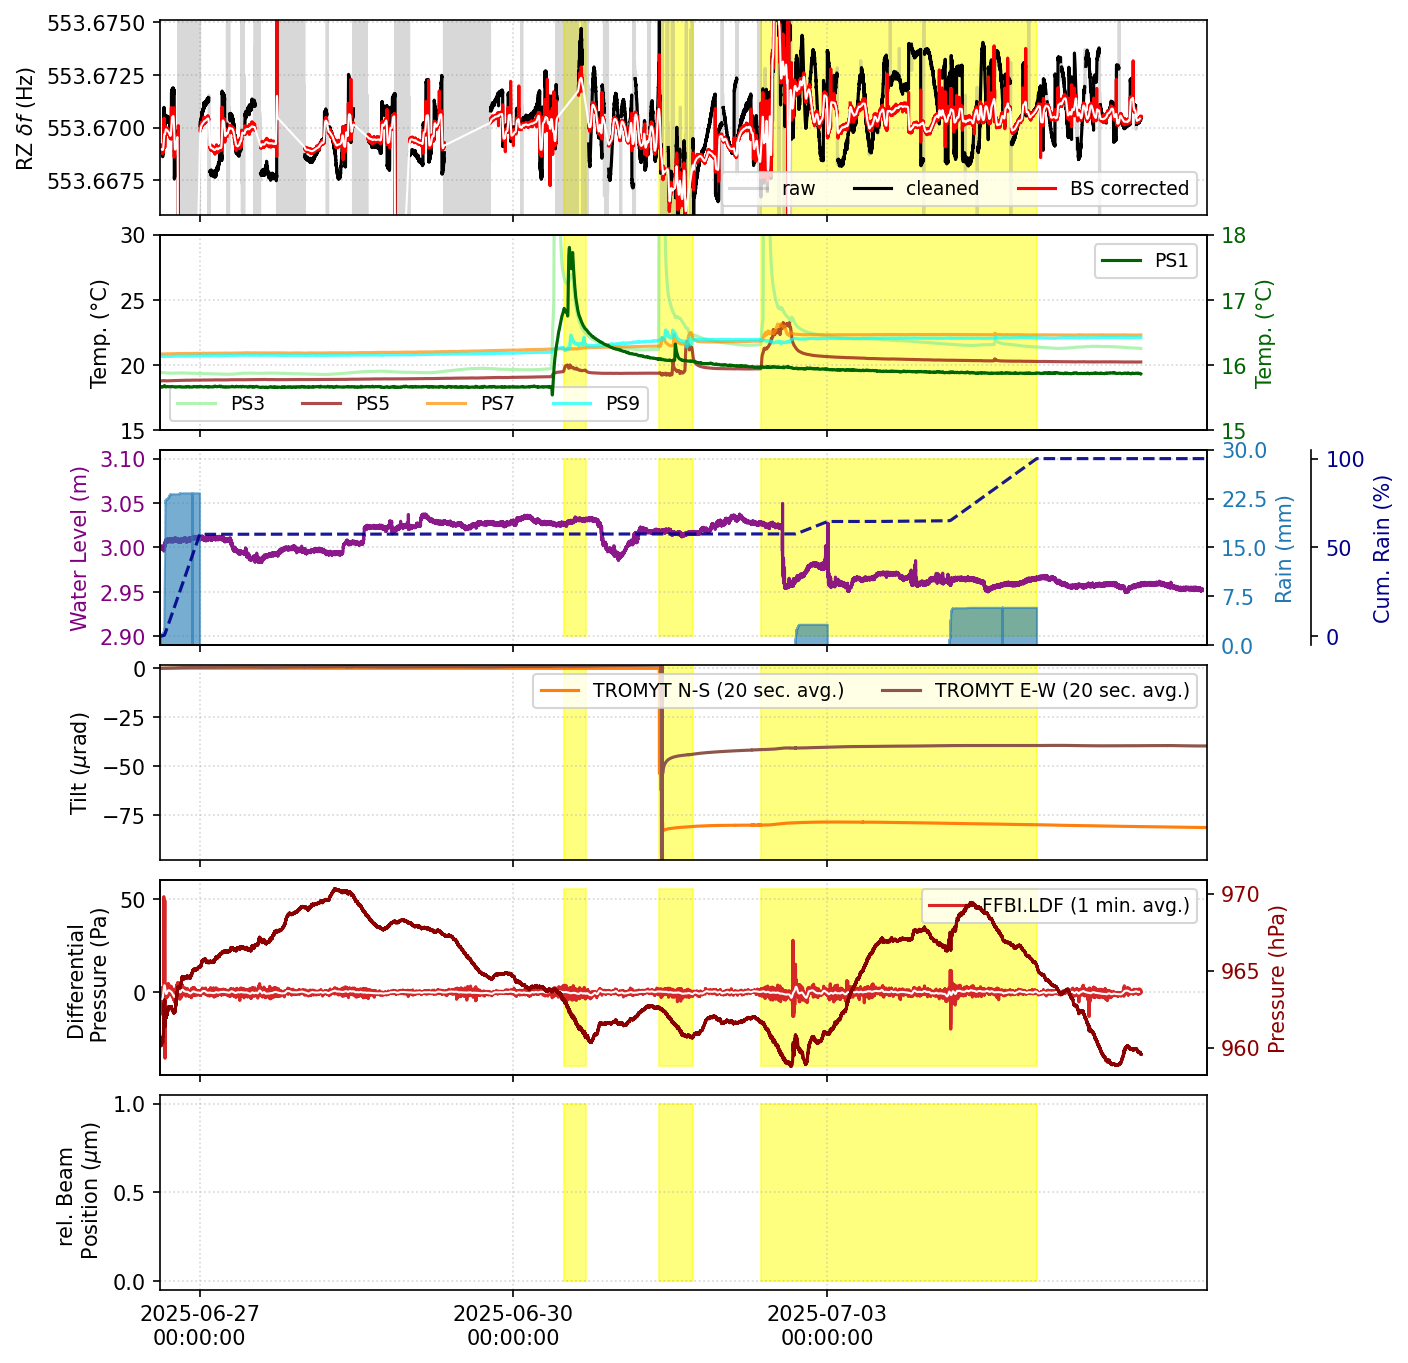 553.6750
553.6725
553.6700
553.6675
RZ δf (Hz)
raw
cleaned
BS corrected
30
25
20
15
Temp. (°C)
PS1
PS3
PS5
PS7
PS9
18
17
16
15
Temp. (°C)
3.10
3.05
3.00
2.95
2.90
Water Level (m)
30.0
22.5
15.0
7.5
0.0
Rain (mm)
100
50
0
Cum. Rain (%)
0
−25
−50
−75
Tilt (μrad)
TROMYT N-S (20 sec. avg.)
TROMYT E-W (20 sec. avg.)
50
0
Differential
Pressure (Pa)
FFBI.LDF (1 min. avg.)
970
965
960
Pressure (hPa)
1.0
0.5
0.0
rel. Beam
Position (μm)
2025-06-27
00:00:00
2025-06-30
00:00:00
2025-07-03
00:00:00